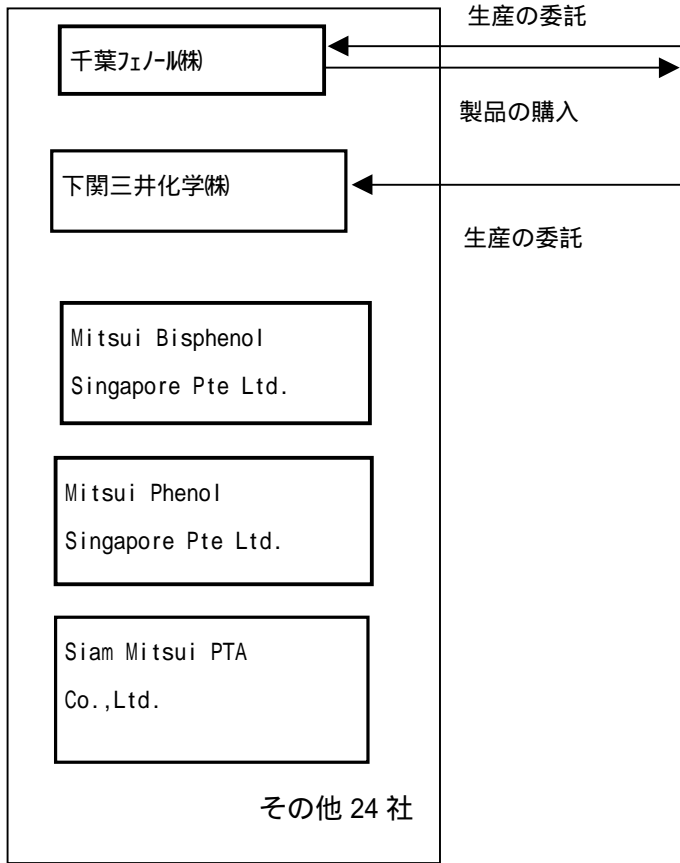 生産の委託
千葉フェノール㈱
製品の購入
下関三井化学㈱
生産の委託
Mitsui Bisphenol
Singapore Pte Ltd.
Mitsui Phenol
Singapore Pte Ltd.
Siam Mitsui PTA
Co.,Ltd.
その他 24 社